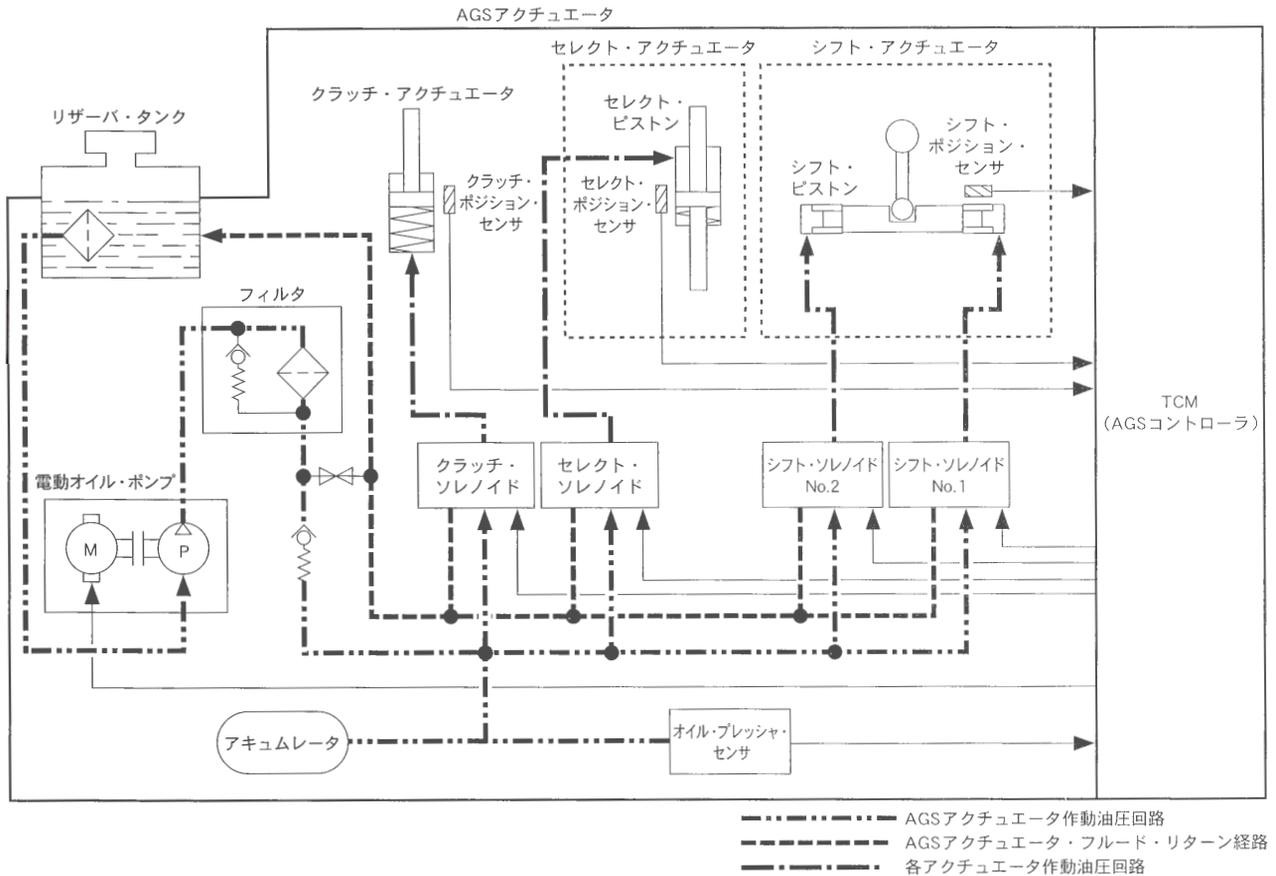 AGSアクチュエータ
セレクト・アクチュエータ
シフト・アクチュエータ
クラッチ・アクチュエータ
リザーバ・タンク
セレクト・
ピストン
シフト・
ポジション・
センサ
シフト・
ピストン
クラッチ・
ポジション・
センサ
セレクト・
ポジション・
センサ
フィルタ
TCM
(AGSコントローラ)
電動オイル・ポンプ
M
P
クラッチ・
ソレノイド
セレクト・
ソレノイド
シフト・ソレノイド
No.2
シフト・ソレノイド
No.1
アキュムレータ
オイル・プレッシャ・
センサ
AGSアクチュエータ作動油圧回路
AGSアクチュエータ・フルード・リターン経路
各アクチュエータ作動油圧回路